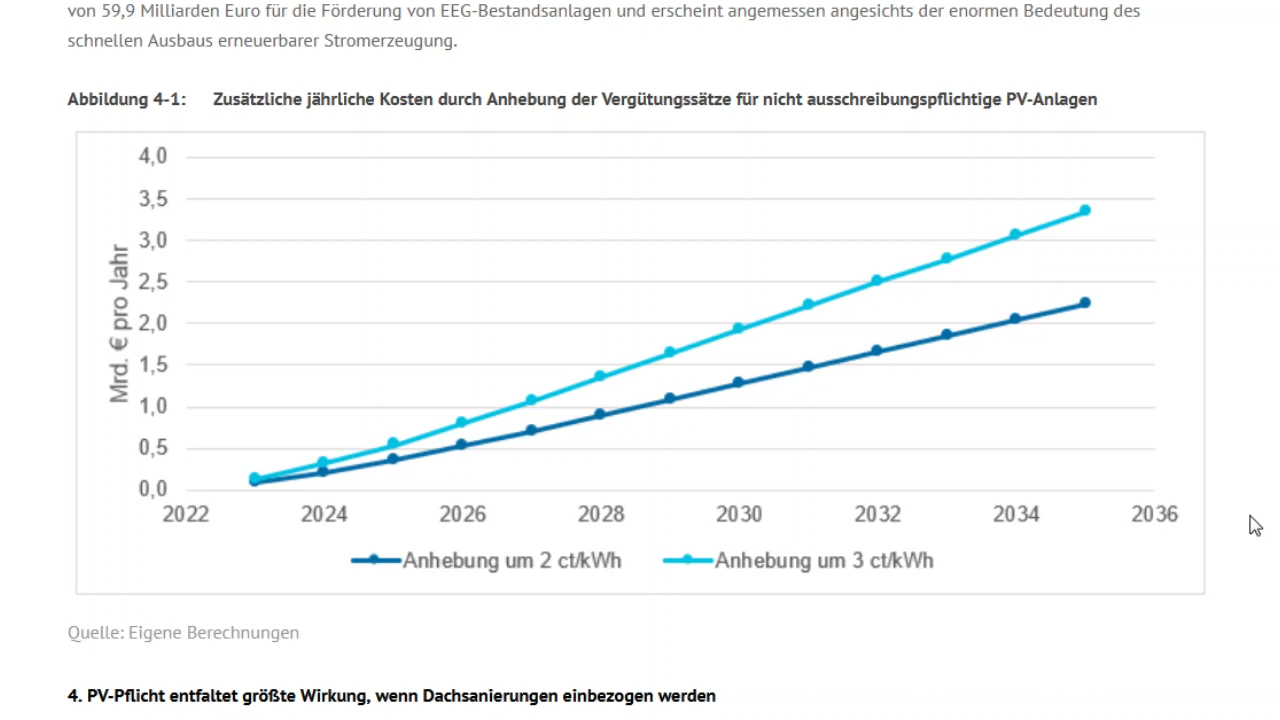 von 59,9 Milliarden Euro für die Förderung von EEG-Bestandsanlagen und erscheint angemessen angesichts der enormen Bedeutung des
schnellen Ausbaus erneuerbarer Stromerzeugung.
Abbildung 4-1: Zusätzliche jährliche Kosten durch Anhebung der Vergütungssätze für nicht ausschreibungspflichtige PV-Anlagen
Mrd. € pro Jahr
4,0
3,5
3,0
2,5
2,0
1,5
1,0
0,5
0,0
2022 2024 2026 2028 2030 2032 2034 2036
Anhebung um 2 ct/kWh Anhebung um 3 ct/kWh
Quelle: Eigene Berechnungen
4. PV-Pflicht entfaltet größte Wirkung, wenn Dachsanierungen einbezogen werden